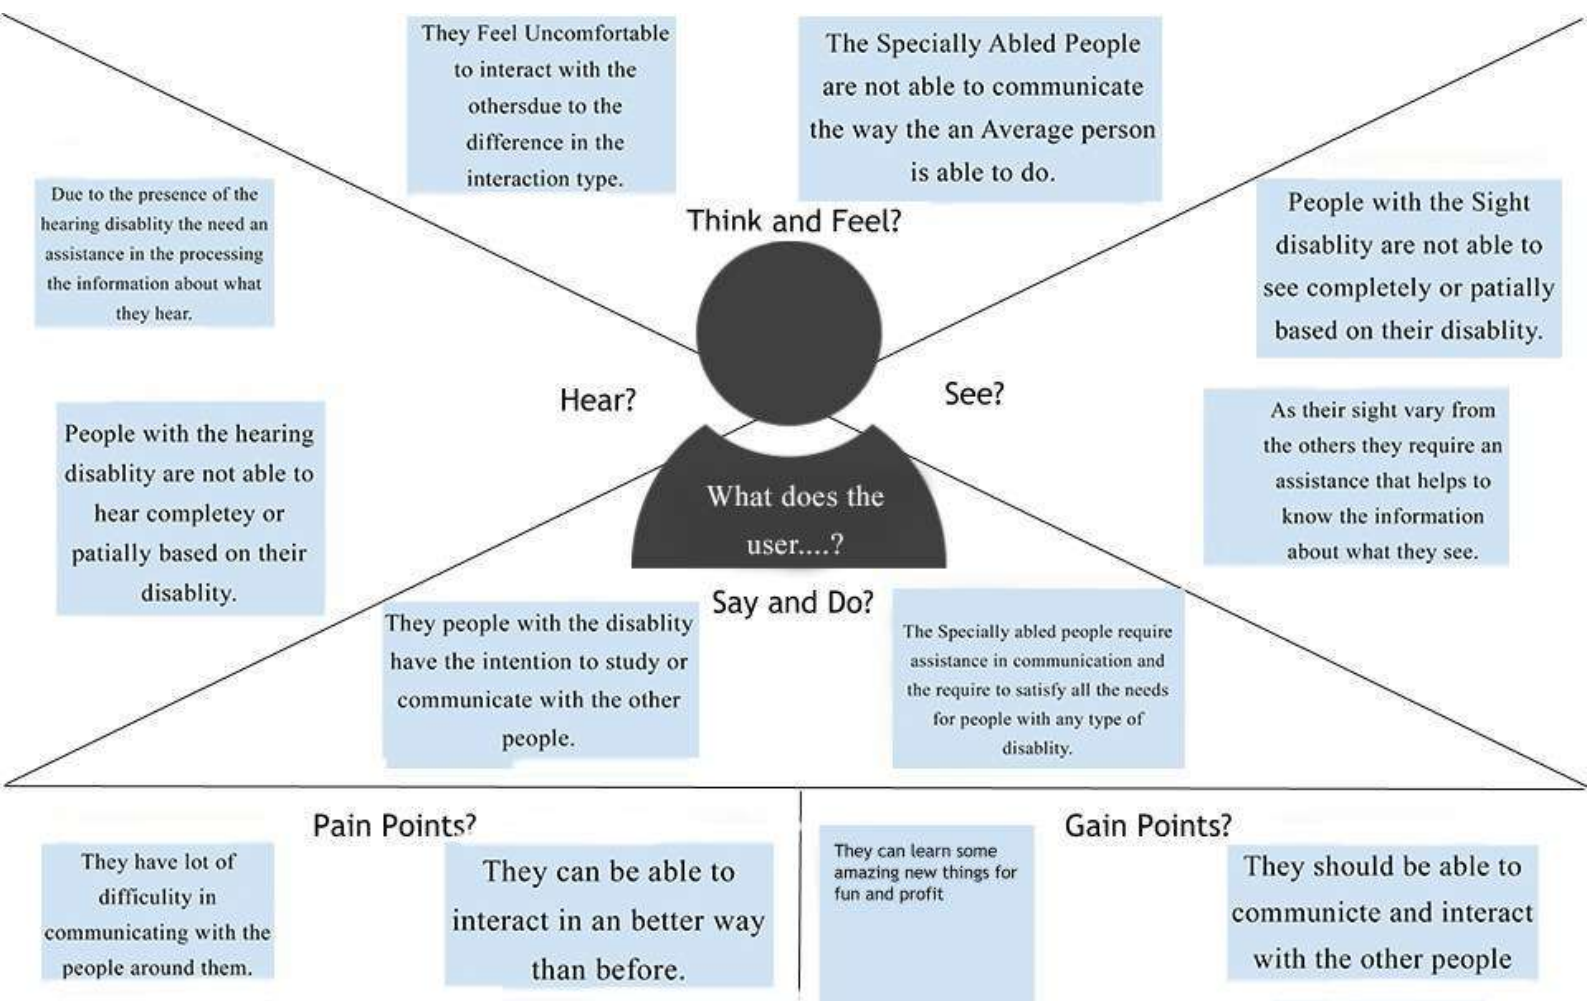 They Feel Uncomfortable
to interact with the
othersdue to the
difference in the
interaction type.
The Specially Abled People
are not able to communicate
the way the an Average person
is able to do.
Think and Feel?
Due to the presence of the
hearing disablity the need an
assistance in the processing
the information about what
they hear.
People with the Sight
disablity are not able to
see completely or patially
based on their disablity.
Hear?
See?
People with the hearing
disablity are not able to
hear completey or
patially based on their
disablity.
As their sight vary from
the others they require an
assistance that helps to
know the information
about what they see.
What does the
user....?
Say and Do?
They people with the disablity
have the intention to study or
communicate with the other
people.
The Specially abled people require
assistance in communication and
the require to satisfy all the needs
for people with any type of
disablity.
Pain Points?
They have lot of
difficulity in
communicating with the
people around them.
They can be able to
interact in an better way
than before.
Gain Points?
They can learn some
amazing new things for
fun and profit
They should be able to
communicte and interact
with the other people